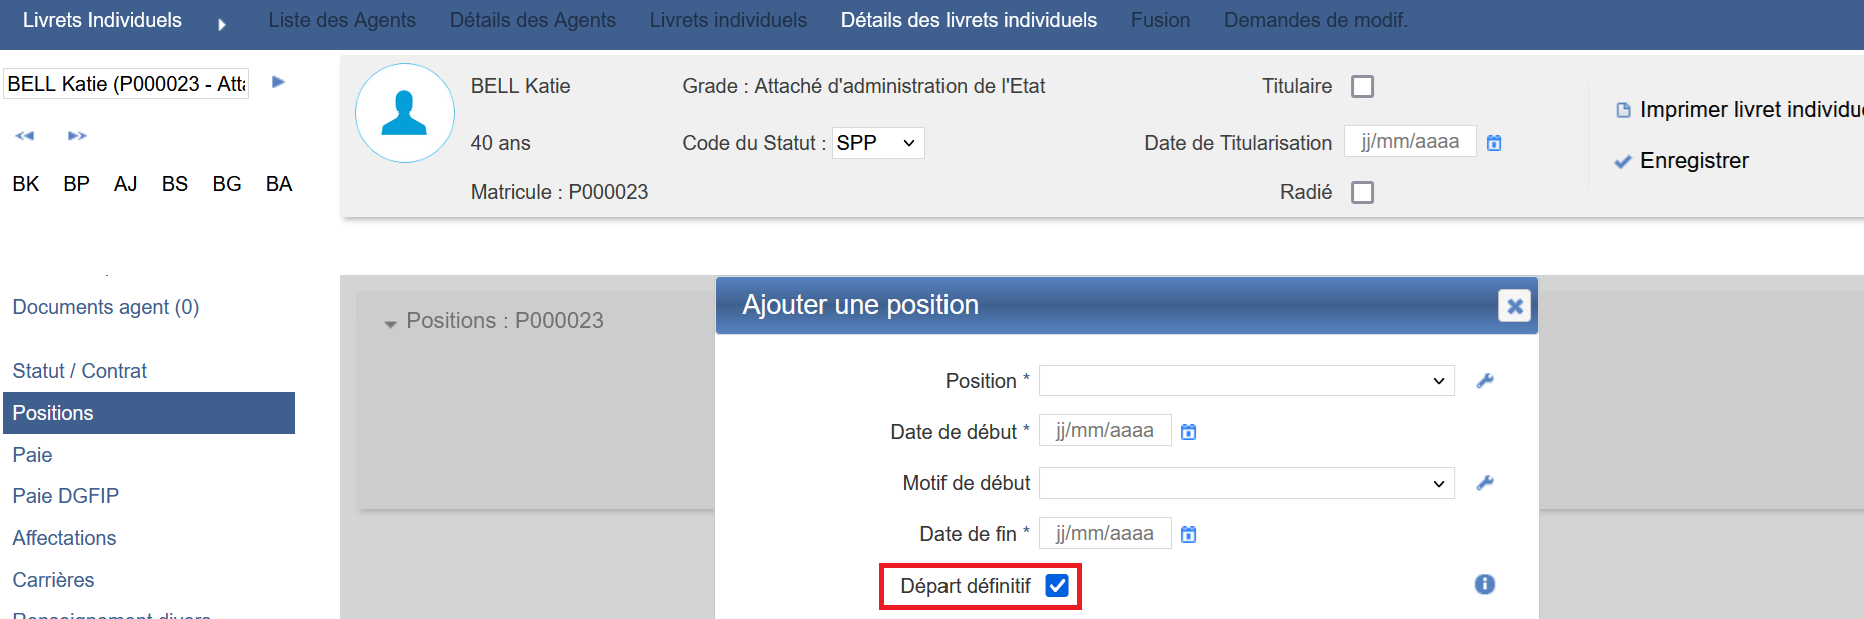 Livrets Individuels Liste des Agents Détails des Agents Livrets individuels Détails des livrets individuels Fusion Demandes de modif.
BELL Katie (P000023 - Att
BELL Katie Grade : Attaché d'administration de l'Etat Titulaire
Imprimer livret individu
40 ans Code du Statut : SPP Date de Titularisation jj/mm/aaaa
Enregistrer
BK BP AJ BS BG BA
Matricule : P000023 Radié
Documents agent (0)
Statut / Contrat
Positions
Paie
Paie DGFIP
Affectations
Carrières
Renseignement divers
Positions : P000023
Ajouter une position
Position *
Date de début * jj/mm/aaaa
Motif de début
Date de fin * jj/mm/aaaa
Départ définitif